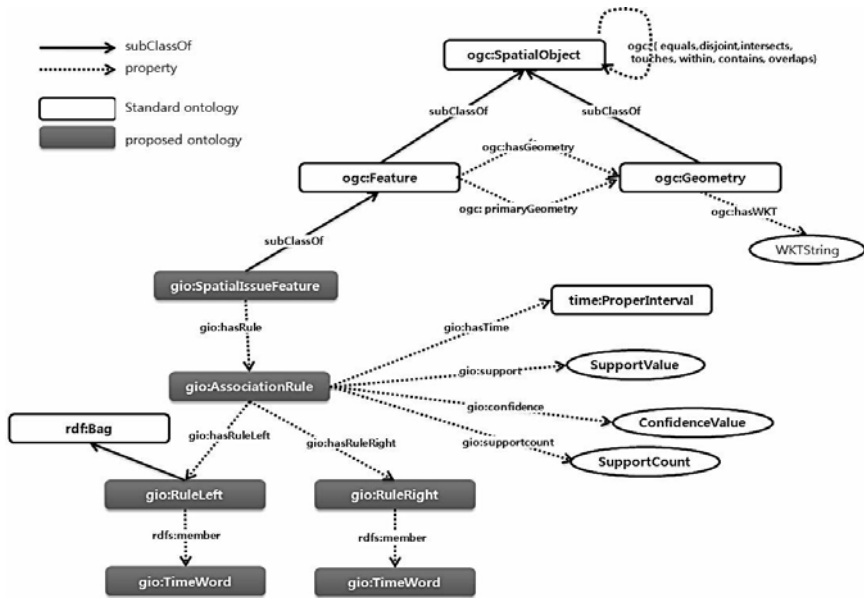 subClassOf
property
Standard ontology
proposed ontology
ogc:SpatialObject
ogc:{ equals,disjoint,intersects,
touches, within, contains, overlaps)
subClassOf
subClassOf
ogc:hasGeometry
ogc:Feature
ogc:Geometry
ogc: primaryGeometry
ogc:hasWKT
subClassOf
WKTString
gio:SpatialIssueFeature
time:ProperInterval
gio:hasRule
gio:hasTime
gio:support
SupportValue
gio:AssociationRule
gio:confidence
ConfidenceValue
rdf:Bag
gio:hasRuleLeft
gio:hasRuleRight
gio:supportcount
SupportCount
gio:RuleLeft
gio:RuleRight
rdfs:member
rdfs:member
gio:TimeWord
gio:TimeWord